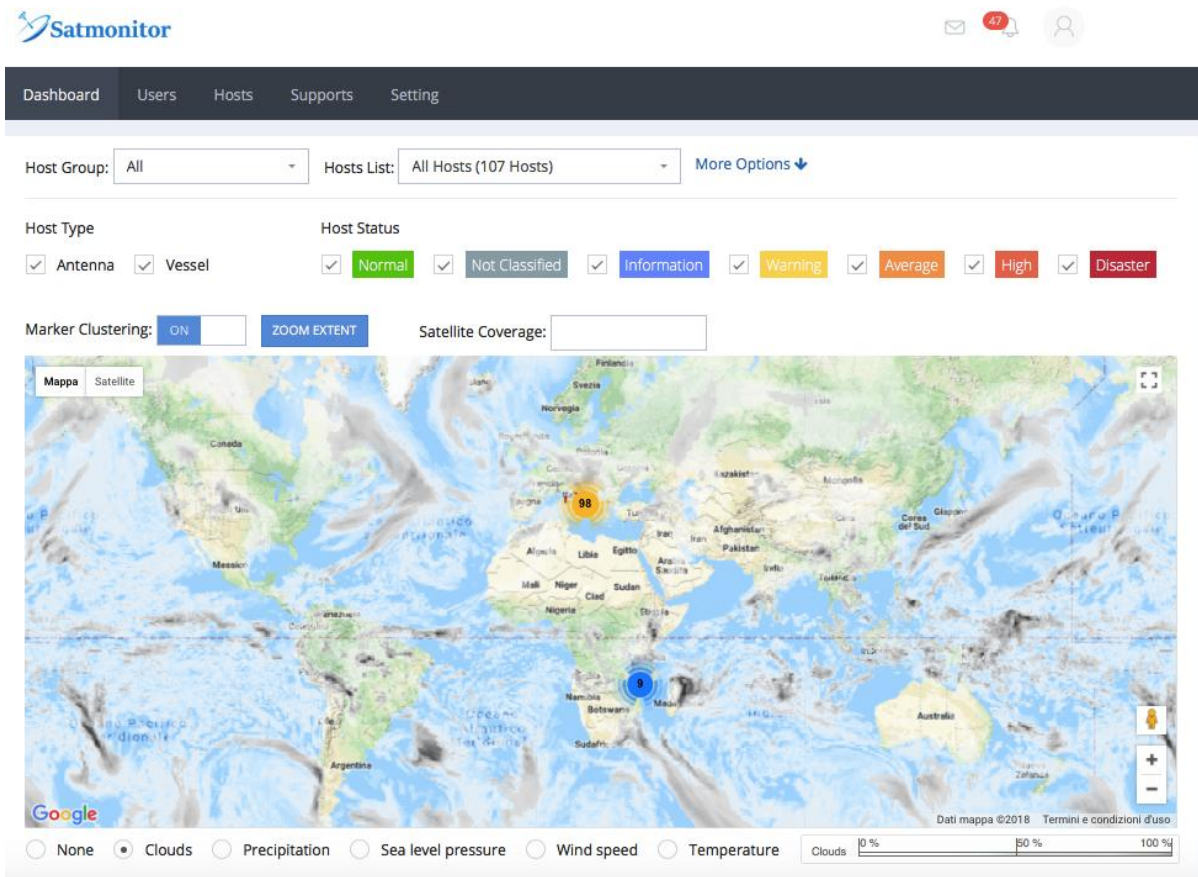 Satmonitor
47
Dashboard Users Hosts Supports Setting
Host Group: All Hosts List: All Hosts (107 Hosts) More Options
Host Type Host Status
Antenna Vessel Normal Not Classified Information Warning Average High Disaster
Marker Clustering: ON ZOOM EXTENT Satellite Coverage:
Mappa Satellite
Finlandia
Svezia
Norvegia
Canada
Polonia
Kazakistan
Mongolia
98
Corea del Sud
Giappone
Iran
Afghanistan
Pakistan
Messico
Algeria Libia Egitto
Arabia Saudita
India
Mali Niger Ciad Sudan
Nigeria
Etiopia
9
Namibia
Botswana
Australia
Argentina
Google
Dati mappa ©2018 Termini e condizioni d'uso
None Clouds Precipitation Sea level pressure Wind speed Temperature Clouds 0 % 50 % 100 %